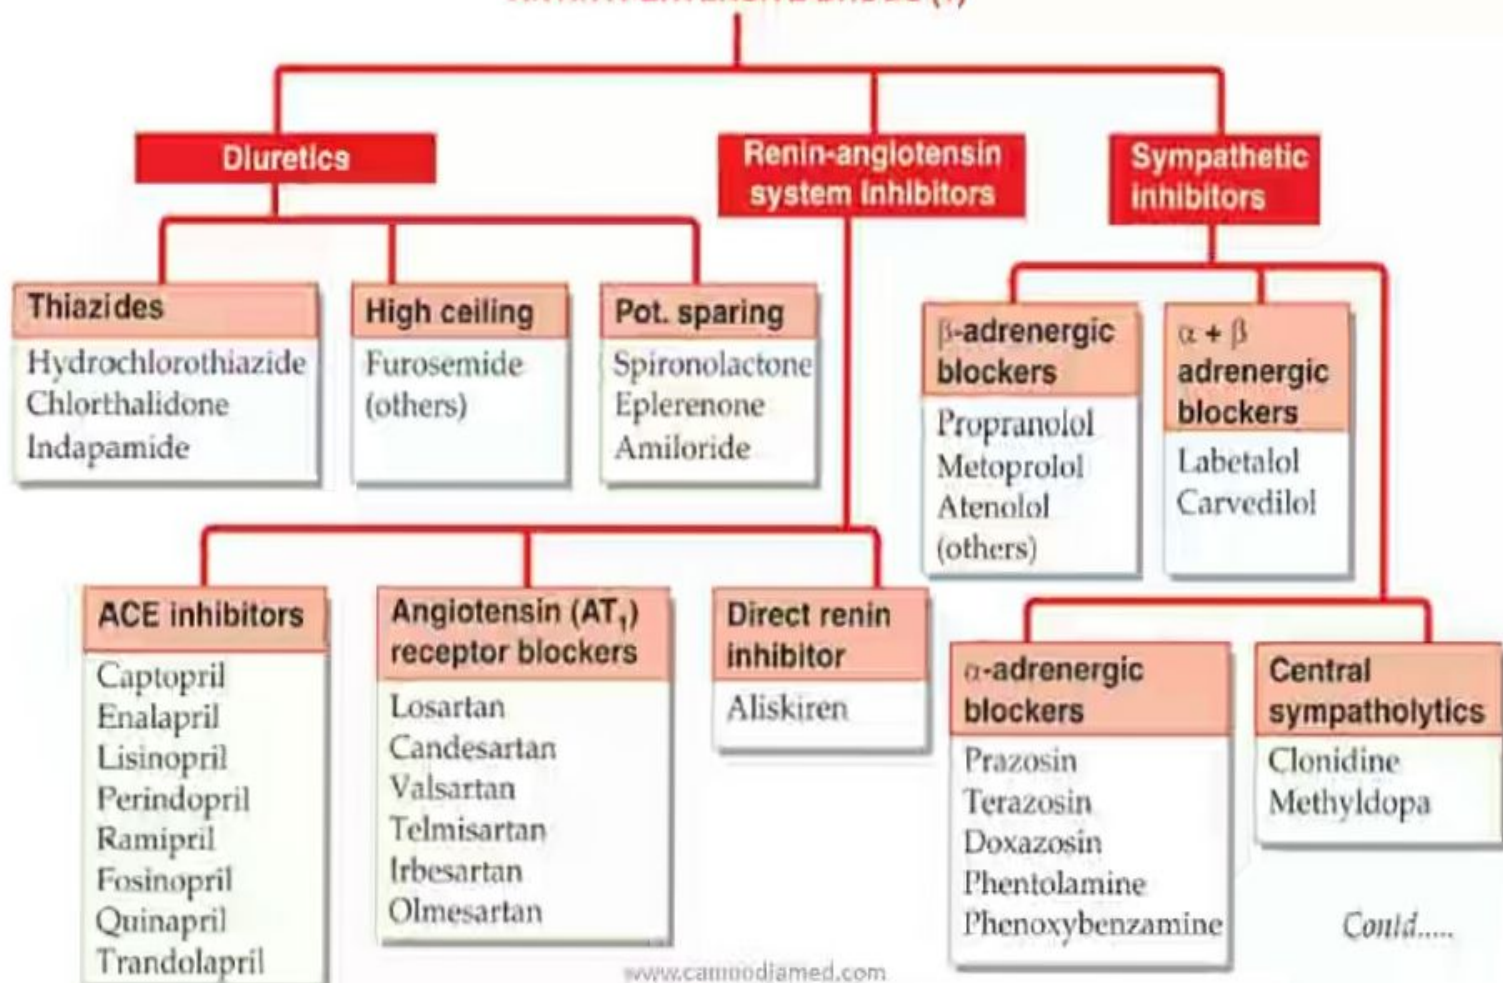 Diuretics
Renin-angiotensin
system inhibitors
Sympathetic
inhibitors
Thiazides
Hydrochlorothiazide
Chlorthalidone
Indapamide
High ceiling
Furosemide
(others)
Pot. sparing
Spironolactone
Eplerenone
Amiloride
β-adrenergic
blockers
Propranolol
Metoprolol
Atenolol
(others)
α + β
adrenergic
blockers
Labetalol
Carvedilol
ACE inhibitors
Captopril
Enalapril
Lisinopril
Perindopril
Ramipril
Fosinopril
Quinapril
Trandolapril
Angiotensin (AT₁)
receptor blockers
Losartan
Candesartan
Valsartan
Telmisartan
Irbesartan
Olmesartan
Direct renin
inhibitor
Aliskiren
α-adrenergic
blockers
Prazosin
Terazosin
Doxazosin
Phentolamine
Phenoxybenzamine
Central
sympatholytics
Clonidine
Methyldopa
Contd.....